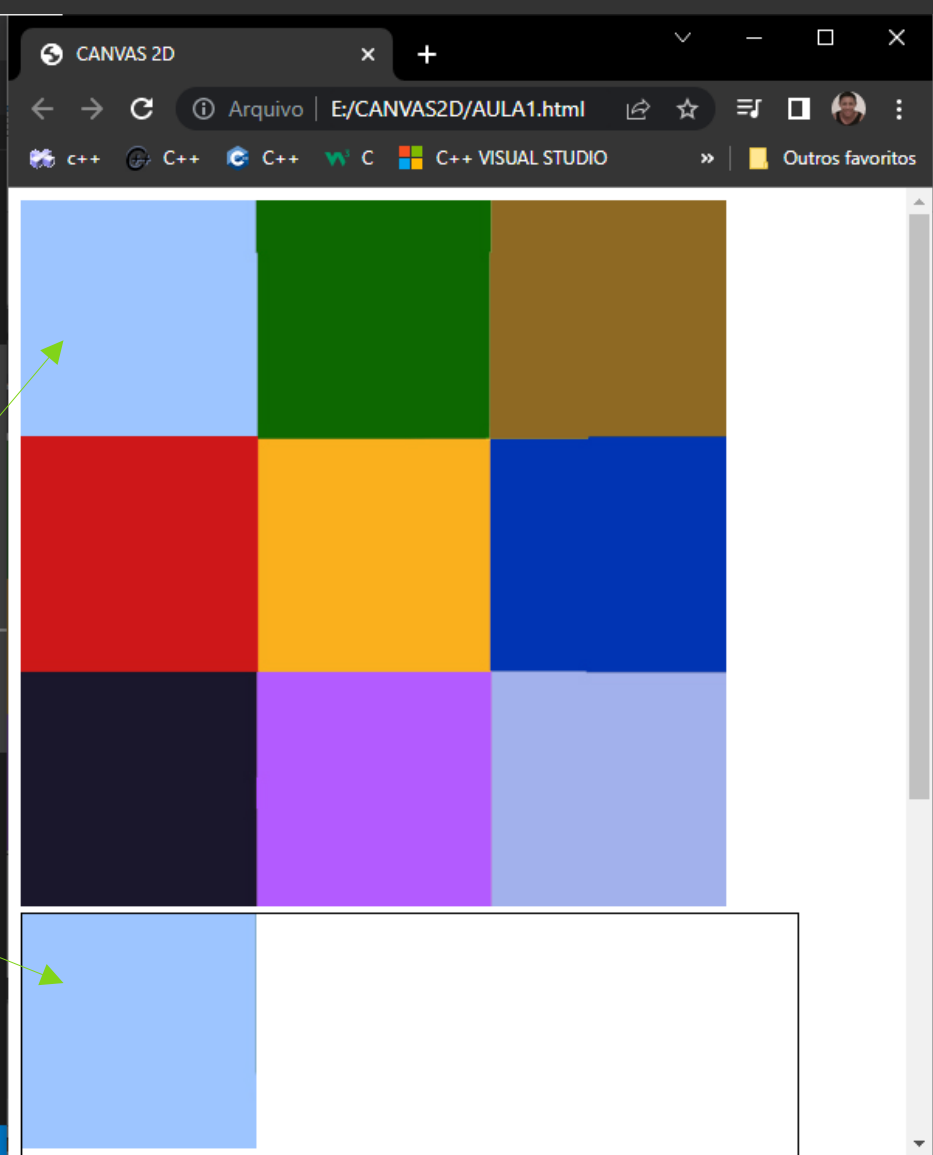 CANVAS 2D
Arquivo | E:/CANVAS2D/AULA1.html
c++ C++ C++ C C++ VISUAL STUDIO » Outros favoritos